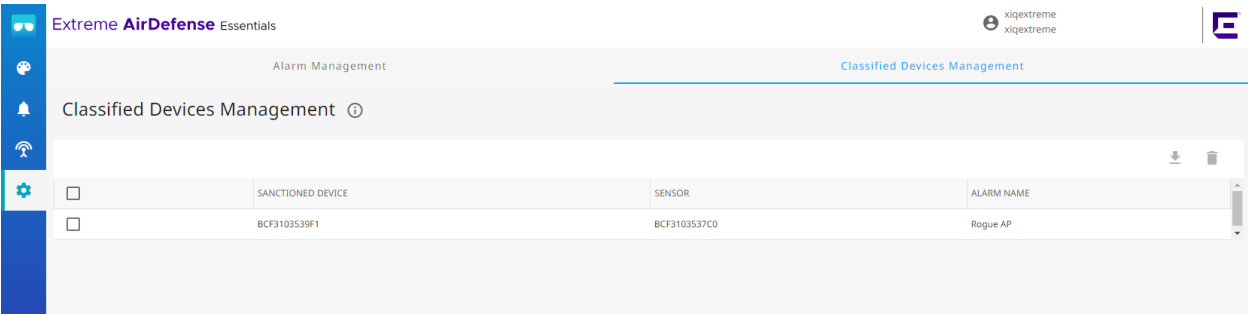 Extreme AirDefense Essentials
xiqextreme
xiqextreme
Alarm Management
Classified Devices Management
Classified Devices Management
SANCTIONED DEVICE SENSOR ALARM NAME
BCF3103539F1 BCF3103537C0 Rogue AP